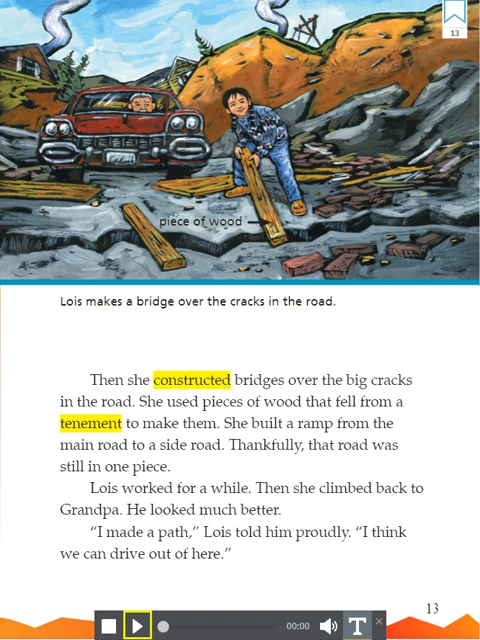 13
piece of wood
Lois makes a bridge over the cracks in the road.
Then she constructed bridges over the big cracks
in the road. She used pieces of wood that fell from a
tenement to make them. She built a ramp from the
main road to a side road. Thankfully, that road was
still in one piece.
Lois worked for a while. Then she climbed back to
Grandpa. He looked much better.
“I made a path,” Lois told him proudly. “I think
we can drive out of here.”
13
00:00
T